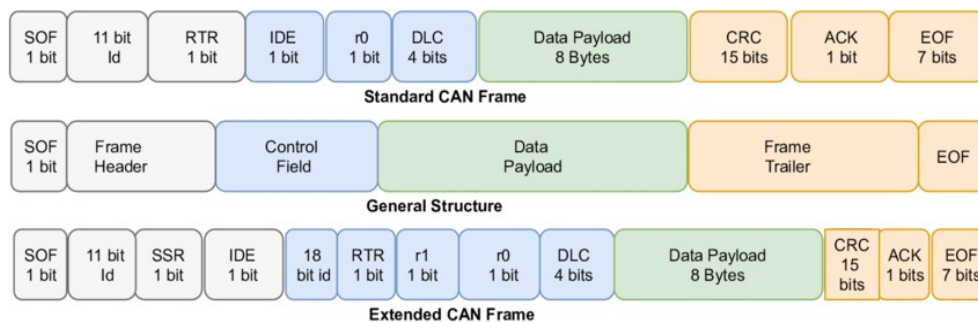 SOF 11 bit RTR IDE r0 DLC Data Payload CRC ACK EOF
1 bit Id 1 bit 1 bit 1 bit 4 bits 8 Bytes 15 bits 1 bit 7 bits
Standard CAN Frame
SOF Frame Control Data Frame EOF
1 bit Header Field Payload Trailer
General Structure
SOF 11 bit SSR IDE 18 RTR r1 r0 DLC Data Payload CRC ACK EOF
1 bit Id 1 bit 1 bit bit id 1 bit 1 bit 1 bit 4 bits 8 Bytes 15 bits 1 bits 7 bits
Extended CAN Frame